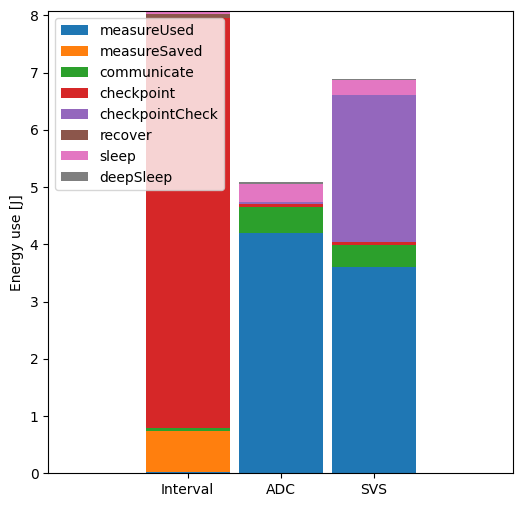 8
7
6
5
4
3
2
1
0
Energy use [J]
measureUsed
measureSaved
communicate
checkpoint
checkpointCheck
recover
sleep
deepSleep
Interval
ADC
SVS